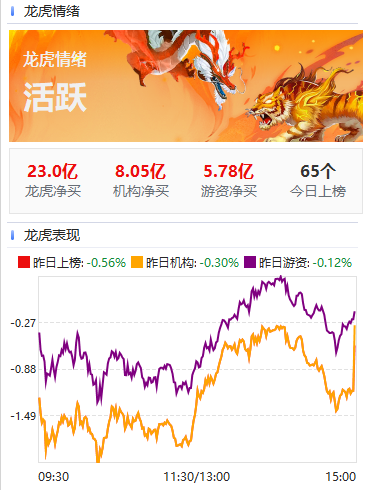 龙虎情绪
龙虎情绪
活跃
23.0亿 8.05亿 5.78亿 65个
龙虎净买 机构净买 游资净买 今日上榜
龙虎表现
昨日上榜: -0.56% 昨日机构: -0.30% 昨日游资: -0.12%
-0.27
-0.88
-1.49
09:30 11:30/13:00 15:00